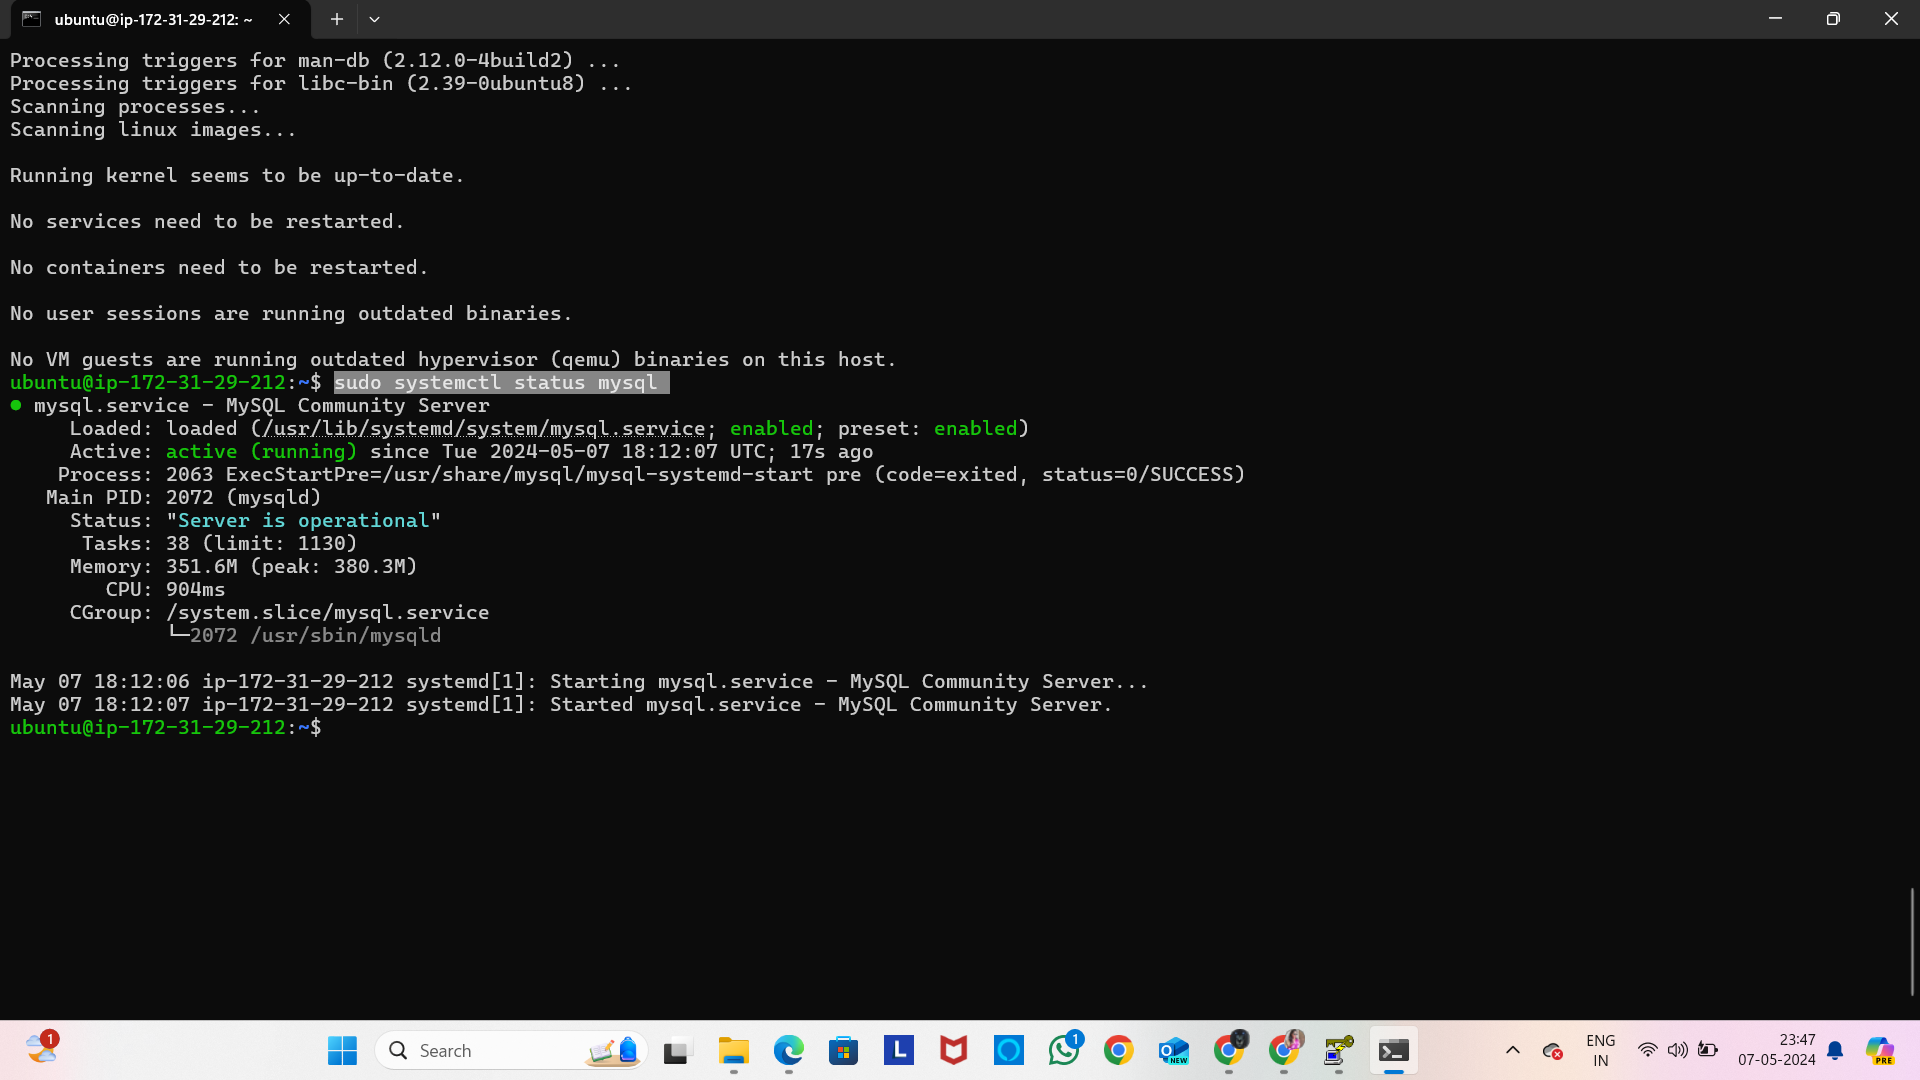 ubuntu@ip-172-31-29-212: ~
Processing triggers for man-db (2.12.0-4build2) ...
Processing triggers for libc-bin (2.39-0ubuntu8) ...
Scanning processes...
Scanning linux images...
Running kernel seems to be up-to-date.
No services need to be restarted.
No containers need to be restarted.
No user sessions are running outdated binaries.
No VM guests are running outdated hypervisor (qemu) binaries on this host.
ubuntu@ip-172-31-29-212:~$ sudo systemctl status mysql
● mysql.service - MySQL Community Server
Loaded: loaded (/usr/lib/systemd/system/mysql.service; enabled; preset: enabled)
Active: active (running) since Tue 2024-05-07 18:12:07 UTC; 17s ago
Process: 2063 ExecStartPre=/usr/share/mysql/mysql-systemd-start pre (code=exited, status=0/SUCCESS)
Main PID: 2072 (mysqld)
Status: "Server is operational"
Tasks: 38 (limit: 1130)
Memory: 351.6M (peak: 380.3M)
CPU: 904ms
CGroup: /system.slice/mysql.service
└─2072 /usr/sbin/mysqld
May 07 18:12:06 ip-172-31-29-212 systemd[1]: Starting mysql.service - MySQL Community Server...
May 07 18:12:07 ip-172-31-29-212 systemd[1]: Started mysql.service - MySQL Community Server.
ubuntu@ip-172-31-29-212:~$
1
Search
L
1
NEW
ENG
IN
23:47
07-05-2024
PRE